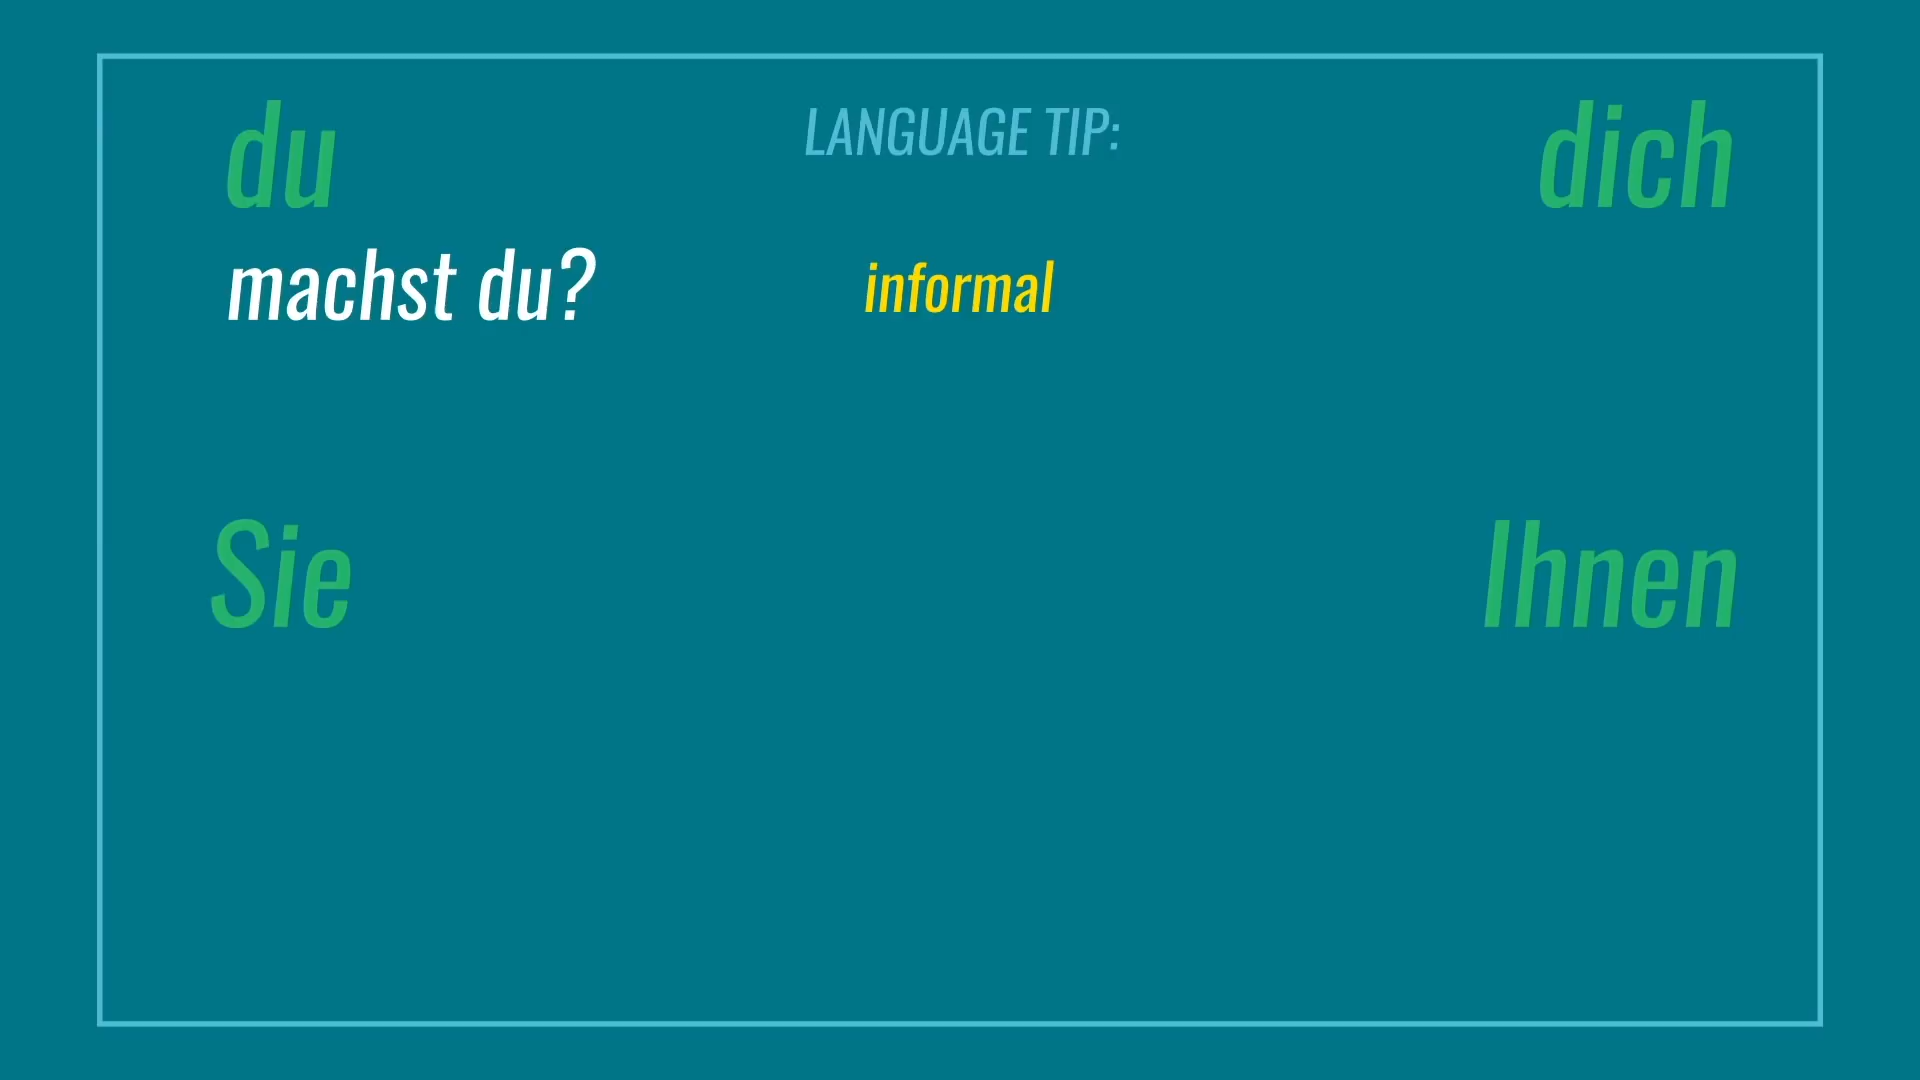 LANGUAGE TIP:
du
dich
machst du?
informal
Sie
Ihnen